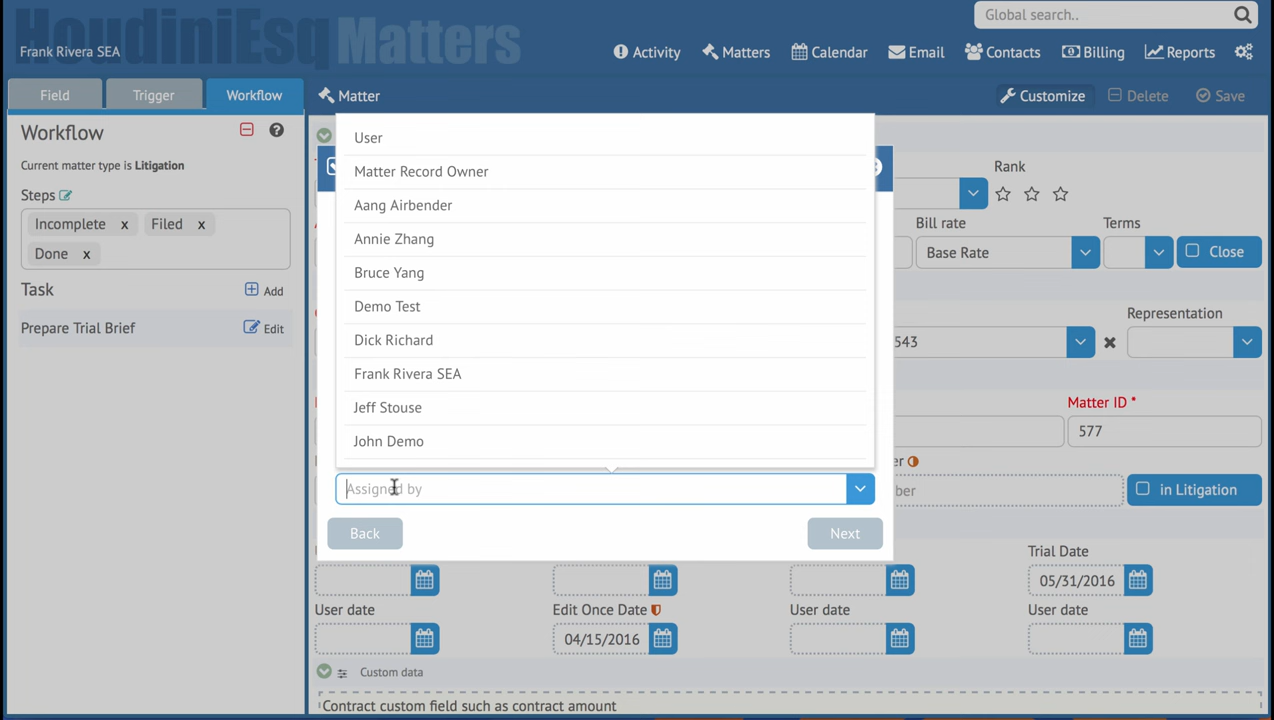 HoudiniEsq Matters
Frank Rivera SEA
Global search..
Activity Matters Calendar Email Contacts Billing Reports
Field Trigger Workflow
Matter
Customize Delete Save
Workflow
Current matter type is Litigation
Steps
Incomplete x Filed x
Done x
Task Add
Prepare Trial Brief Edit
User
Matter Record Owner
Aang Airbender
Annie Zhang
Bruce Yang
Demo Test
Dick Richard
Frank Rivera SEA
Jeff Stouse
John Demo
Assigned by
Back Next
Rank
Bill rate Terms
Base Rate Close
Representation
543
Matter ID *
577
in Litigation
Trial Date
05/31/2016
User date Edit Once Date User date User date
04/15/2016
Custom data
Contract custom field such as contract amount